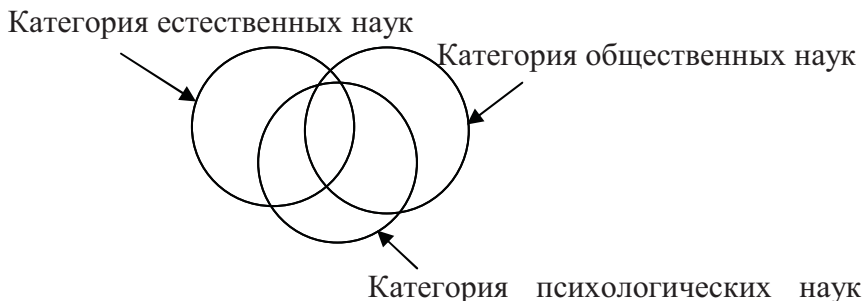 Категория естественных наук
Категория общественных наук
Категория психологических наук